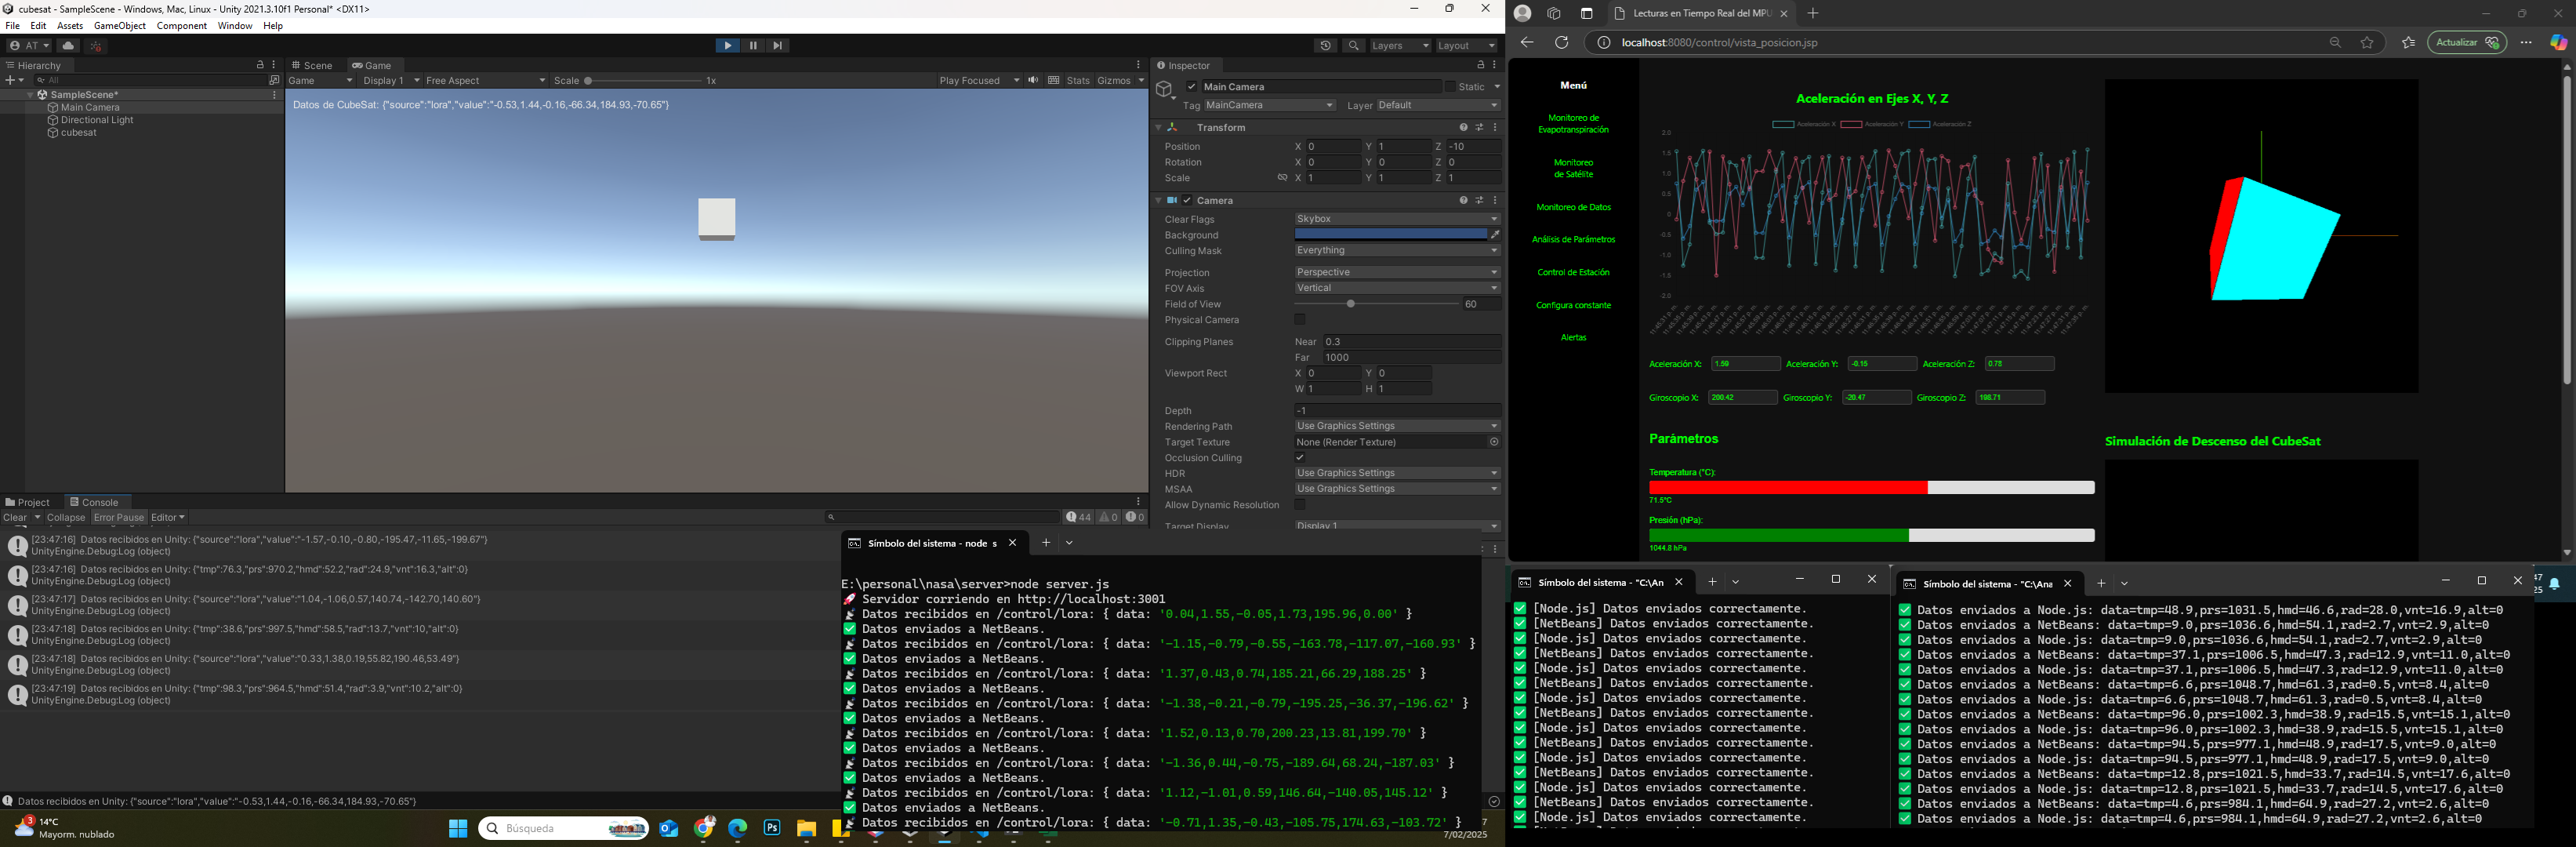 cubesat - SampleScene - Windows, Mac, Linux - Unity 2021.3.10f1 Personal* <DX11>
File Edit Assets GameObject Component Window Help
AT
Layers Layout
Hierarchy
All
SampleScene*
Main Camera
Directional Light
cubesat
Scene Game
Game Display 1 Free Aspect Scale 1x Play Focused Stats Gizmos
Datos de CubeSat: {"source":"lora","value":"-0.53,1.44,-0.16,-66.34,184.93,-70.65"}
Inspector
Main Camera Static
Tag MainCamera Layer Default
Transform
Position X 0 Y 1 Z -10
Rotation X 0 Y 0 Z 0
Scale X 1 Y 1 Z 1
Camera
Clear Flags Skybox
Background
Culling Mask Everything
Projection Perspective
FOV Axis Vertical
Field of View 60
Physical Camera
Clipping Planes Near 0.3
Far 1000
Viewport Rect X 0 Y 0
W 1 H 1
Depth -1
Rendering Path Use Graphics Settings
Target Texture None (Render Texture)
Occlusion Culling
HDR Use Graphics Settings
MSAA Use Graphics Settings
Allow Dynamic Resolution
Target Display Display 1
Project Console
Clear Collapse Error Pause Editor 44 0 0
[23:47:16] Datos recibidos en Unity: {"source":"lora","value":"-1.57,-0.10,-0.80,-195.47,-11.65,-199.67"}
UnityEngine.Debug:Log (object)
[23:47:16] Datos recibidos en Unity: {"tmp":76.3,"prs":970.2,"hmd":52.2,"rad":24.9,"vnt":16.3,"alt":0}
UnityEngine.Debug:Log (object)
[23:47:17] Datos recibidos en Unity: {"source":"lora","value":"1.04,-1.06,0.57,140.74,-142.70,140.60"}
UnityEngine.Debug:Log (object)
[23:47:18] Datos recibidos en Unity: {"tmp":38.6,"prs":997.5,"hmd":58.5,"rad":13.7,"vnt":10,"alt":0}
UnityEngine.Debug:Log (object)
[23:47:18] Datos recibidos en Unity: {"source":"lora","value":"0.33,1.38,0.19,55.82,190.46,53.49"}
UnityEngine.Debug:Log (object)
[23:47:19] Datos recibidos en Unity: {"tmp":98.3,"prs":964.5,"hmd":51.4,"rad":3.9,"vnt":10.2,"alt":0}
UnityEngine.Debug:Log (object)
Datos recibidos en Unity: {"source":"lora","value":"-0.53,1.44,-0.16,-66.34,184.93,-70.65"}
3 14°C
Mayorm. nublado
Búsqueda
Ps
7/02/2025
Símbolo del sistema - node s
E:\personal\nasa\server>node server.js
🚀 Servidor corriendo en http://localhost:3001
📡 Datos recibidos en /control/lora: { data: '0.04,1.55,-0.05,1.73,195.96,0.00' }
✅ Datos enviados a NetBeans.
📡 Datos recibidos en /control/lora: { data: '-1.15,-0.79,-0.55,-163.78,-117.07,-160.93' }
✅ Datos enviados a NetBeans.
📡 Datos recibidos en /control/lora: { data: '1.37,0.43,0.74,185.21,66.29,188.25' }
✅ Datos enviados a NetBeans.
📡 Datos recibidos en /control/lora: { data: '-1.38,-0.21,-0.79,-195.25,-36.37,-196.62' }
✅ Datos enviados a NetBeans.
📡 Datos recibidos en /control/lora: { data: '1.52,0.13,0.70,200.23,13.81,199.70' }
✅ Datos enviados a NetBeans.
📡 Datos recibidos en /control/lora: { data: '-1.36,0.44,-0.75,-189.64,68.24,-187.03' }
✅ Datos enviados a NetBeans.
📡 Datos recibidos en /control/lora: { data: '1.12,-1.01,0.59,146.64,-140.05,145.12' }
✅ Datos enviados a NetBeans.
📡 Datos recibidos en /control/lora: { data: '-0.71,1.35,-0.43,-105.75,174.63,-103.72' }
Lecturas en Tiempo Real del MPU
localhost:8080/control/vista_posicion.jsp
Actualizar
Menú
Monitoreo de
Evapotranspiración
Monitoreo
de Satélite
Monitoreo de Datos
Análisis de Parámetros
Control de Estación
Configura constante
Alertas
Aceleración en Ejes X, Y, Z
Aceleración X Aceleración Y Aceleración Z
2.0
1.5
1.0
0.5
0
-0.5
-1.0
-1.5
-2.0
Aceleración X: 1.59 Aceleración Y: -0.15 Aceleración Z: 0.78
Giroscopio X: 200.42 Giroscopio Y: -20.47 Giroscopio Z: 198.71
Parámetros
Temperatura (°C):
71.5°C
Presión (hPa):
1044.8 hPa
Simulación de Descenso del CubeSat
Símbolo del sistema - "C:\An
✅ [Node.js] Datos enviados correctamente.
✅ [NetBeans] Datos enviados correctamente.
✅ [Node.js] Datos enviados correctamente.
✅ [NetBeans] Datos enviados correctamente.
✅ [Node.js] Datos enviados correctamente.
✅ [NetBeans] Datos enviados correctamente.
✅ [Node.js] Datos enviados correctamente.
✅ [NetBeans] Datos enviados correctamente.
✅ [Node.js] Datos enviados correctamente.
✅ [NetBeans] Datos enviados correctamente.
✅ [Node.js] Datos enviados correctamente.
✅ [NetBeans] Datos enviados correctamente.
✅ [Node.js] Datos enviados correctamente.
✅ [NetBeans] Datos enviados correctamente.
✅ [Node.js] Datos enviados correctamente.
Símbolo del sistema - "C:\Ana
✅ Datos enviados a Node.js: data=tmp=48.9,prs=1031.5,hmd=46.6,rad=28.0,vnt=16.9,alt=0
✅ Datos enviados a NetBeans: data=tmp=9.0,prs=1036.6,hmd=54.1,rad=2.7,vnt=2.9,alt=0
✅ Datos enviados a Node.js: data=tmp=9.0,prs=1036.6,hmd=54.1,rad=2.7,vnt=2.9,alt=0
✅ Datos enviados a NetBeans: data=tmp=37.1,prs=1006.5,hmd=47.3,rad=12.9,vnt=11.0,alt=0
✅ Datos enviados a Node.js: data=tmp=37.1,prs=1006.5,hmd=47.3,rad=12.9,vnt=11.0,alt=0
✅ Datos enviados a NetBeans: data=tmp=6.6,prs=1048.7,hmd=61.3,rad=0.5,vnt=8.4,alt=0
✅ Datos enviados a Node.js: data=tmp=6.6,prs=1048.7,hmd=61.3,rad=0.5,vnt=8.4,alt=0
✅ Datos enviados a NetBeans: data=tmp=96.0,prs=1002.3,hmd=38.9,rad=15.5,vnt=15.1,alt=0
✅ Datos enviados a Node.js: data=tmp=96.0,prs=1002.3,hmd=38.9,rad=15.5,vnt=15.1,alt=0
✅ Datos enviados a NetBeans: data=tmp=94.5,prs=977.1,hmd=48.9,rad=17.5,vnt=9.0,alt=0
✅ Datos enviados a Node.js: data=tmp=94.5,prs=977.1,hmd=48.9,rad=17.5,vnt=9.0,alt=0
✅ Datos enviados a NetBeans: data=tmp=12.8,prs=1021.5,hmd=33.7,rad=14.5,vnt=17.6,alt=0
✅ Datos enviados a Node.js: data=tmp=12.8,prs=1021.5,hmd=33.7,rad=14.5,vnt=17.6,alt=0
✅ Datos enviados a NetBeans: data=tmp=4.6,prs=984.1,hmd=64.9,rad=27.2,vnt=2.6,alt=0
✅ Datos enviados a Node.js: data=tmp=4.6,prs=984.1,hmd=64.9,rad=27.2,vnt=2.6,alt=0
47
25